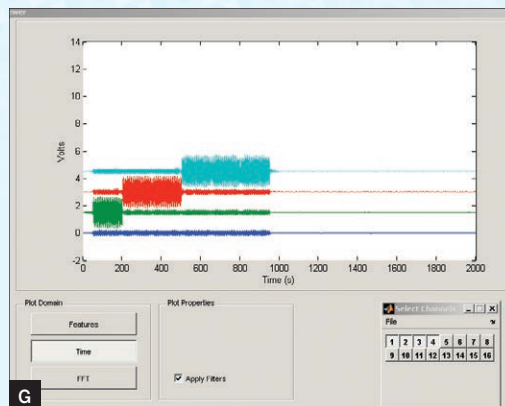 14
12
10
8
6
4
2
0
-2
Volts
0 200 400 600 800 1000 1200 1400 1600 1800 2000
Time (s)
Plot Domain
Features
Time
FFT
Plot Properties
Apply Filters
Select Channels
File
1 2 3 4 5 6 7 8
9 10 11 12 13 14 15 16
G